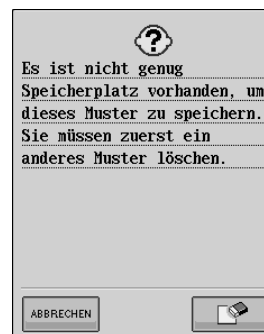 Es ist nicht genug
Speicherplatz vorhanden, um
dieses Muster zu speichern.
Sie müssen zuerst ein
anderes Muster löschen.
ABBRECHEN